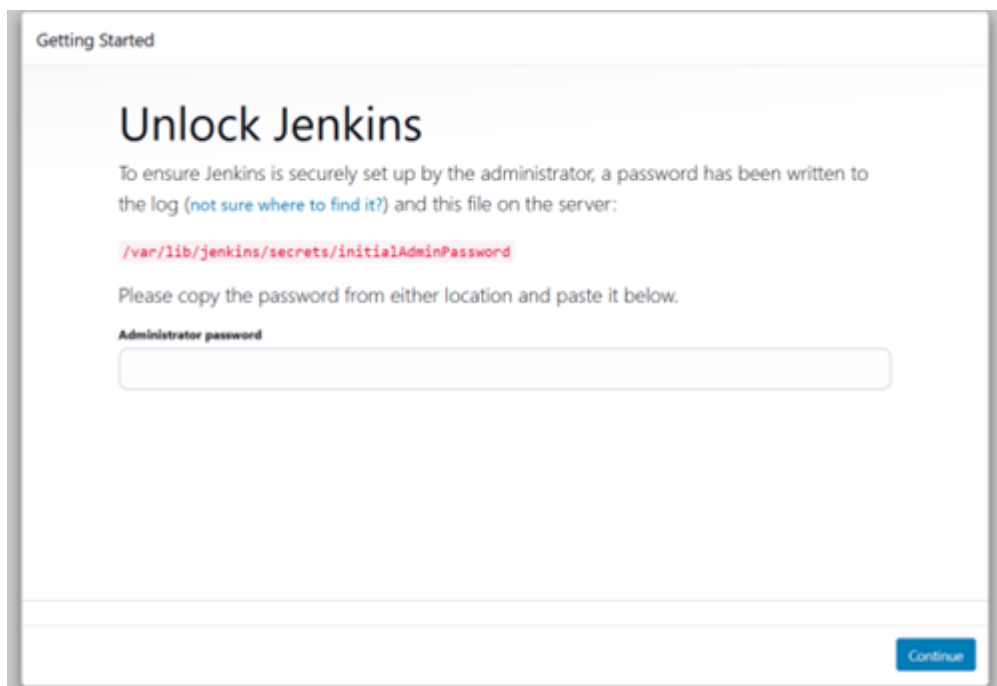 Getting Started
Unlock Jenkins
To ensure Jenkins is securely set up by the administrator, a password has been written to
the log (not sure where to find it?) and this file on the server:
/var/lib/jenkins/secrets/initialAdminPassword
Please copy the password from either location and paste it below.
Administrator password
Continue